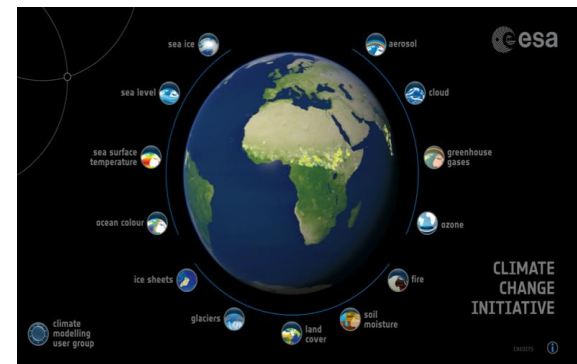 esa
sea ice
aerosol
sea level
cloud
sea surface
temperature
greenhouse
gases
ocean colour
ozone
ice sheets
fire
glaciers
land
cover
soil
moisture
CLIMATE
CHANGE
INITIATIVE
climate
modelling
user group
CREDITS